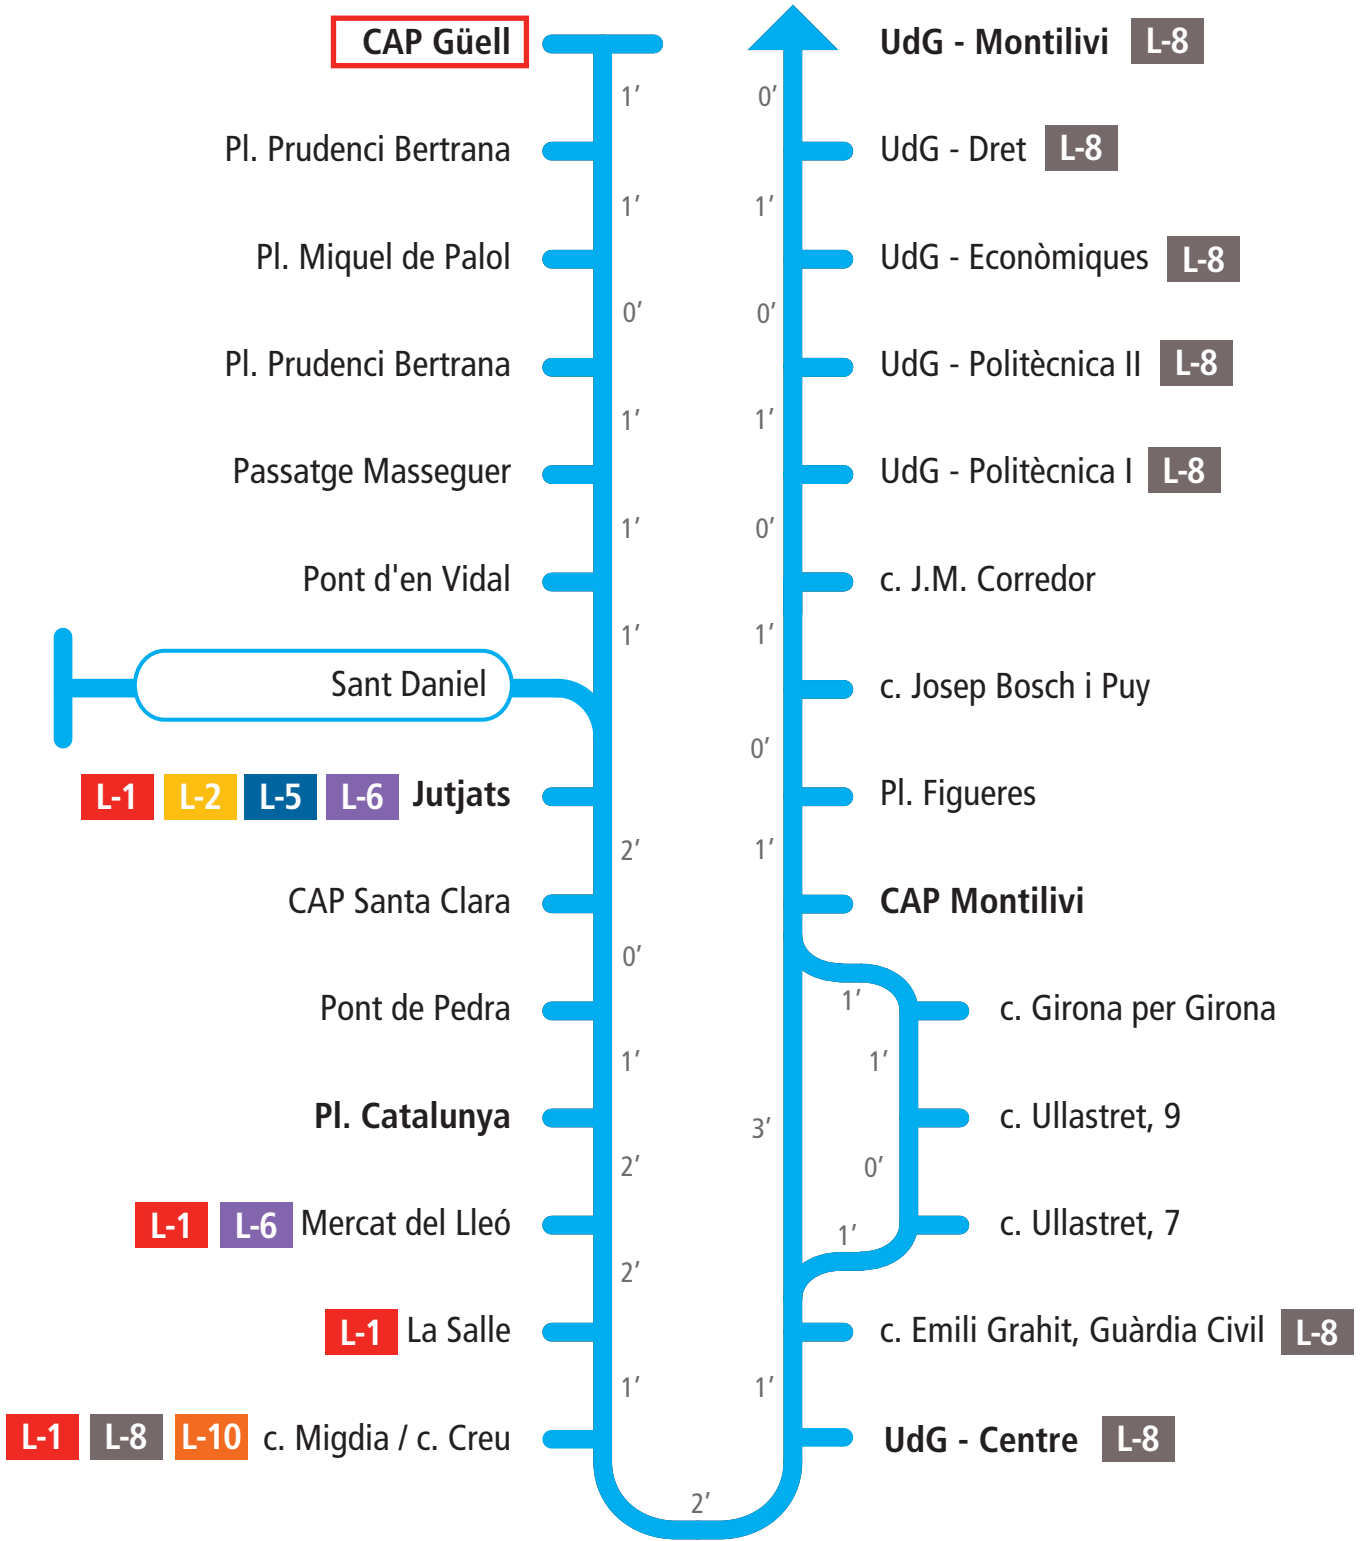 CAP Güell
1′
Pl. Prudenci Bertrana
1′
Pl. Miquel de Palol
0′
Pl. Prudenci Bertrana
1′
Passatge Masseguer
1′
Pont d'en Vidal
1′
Sant Daniel
L-1 L-2 L-5 L-6 Jutjats
2′
CAP Santa Clara
0′
Pont de Pedra
1′
Pl. Catalunya
2′
L-1 L-6 Mercat del Lleó
2′
L-1 La Salle
1′
L-1 L-8 L-10 c. Migdia / c. Creu
2′
UdG - Montilivi L-8
0′
UdG - Dret L-8
1′
UdG - Econòmiques L-8
0′
UdG - Politècnica II L-8
1′
UdG - Politècnica I L-8
0′
c. J.M. Corredor
1′
c. Josep Bosch i Puy
0′
Pl. Figueres
1′
CAP Montilivi
1′
c. Girona per Girona
1′
c. Ullastret, 9
3′
0′
c. Ullastret, 7
1′
c. Emili Grahit, Guàrdia Civil L-8
1′
UdG - Centre L-8